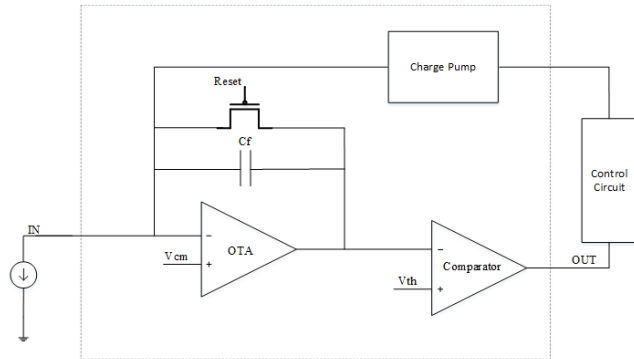 Charge Pump
Reset
Cf
Control
Circuit
IN
−
OTA
Vcm
+
−
Comparator
OUT
Vth
+